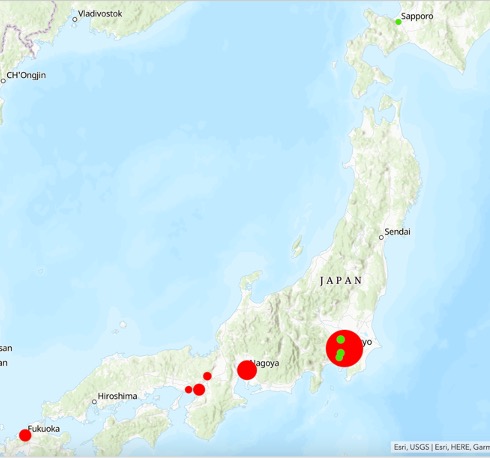 Vladivostok
Sapporo
CH'Ongjin
Sendai
JAPAN
san
an
yo
Nagoya
Hiroshima
Fukuoka
Esri, USGS | Esri, HERE, Garm